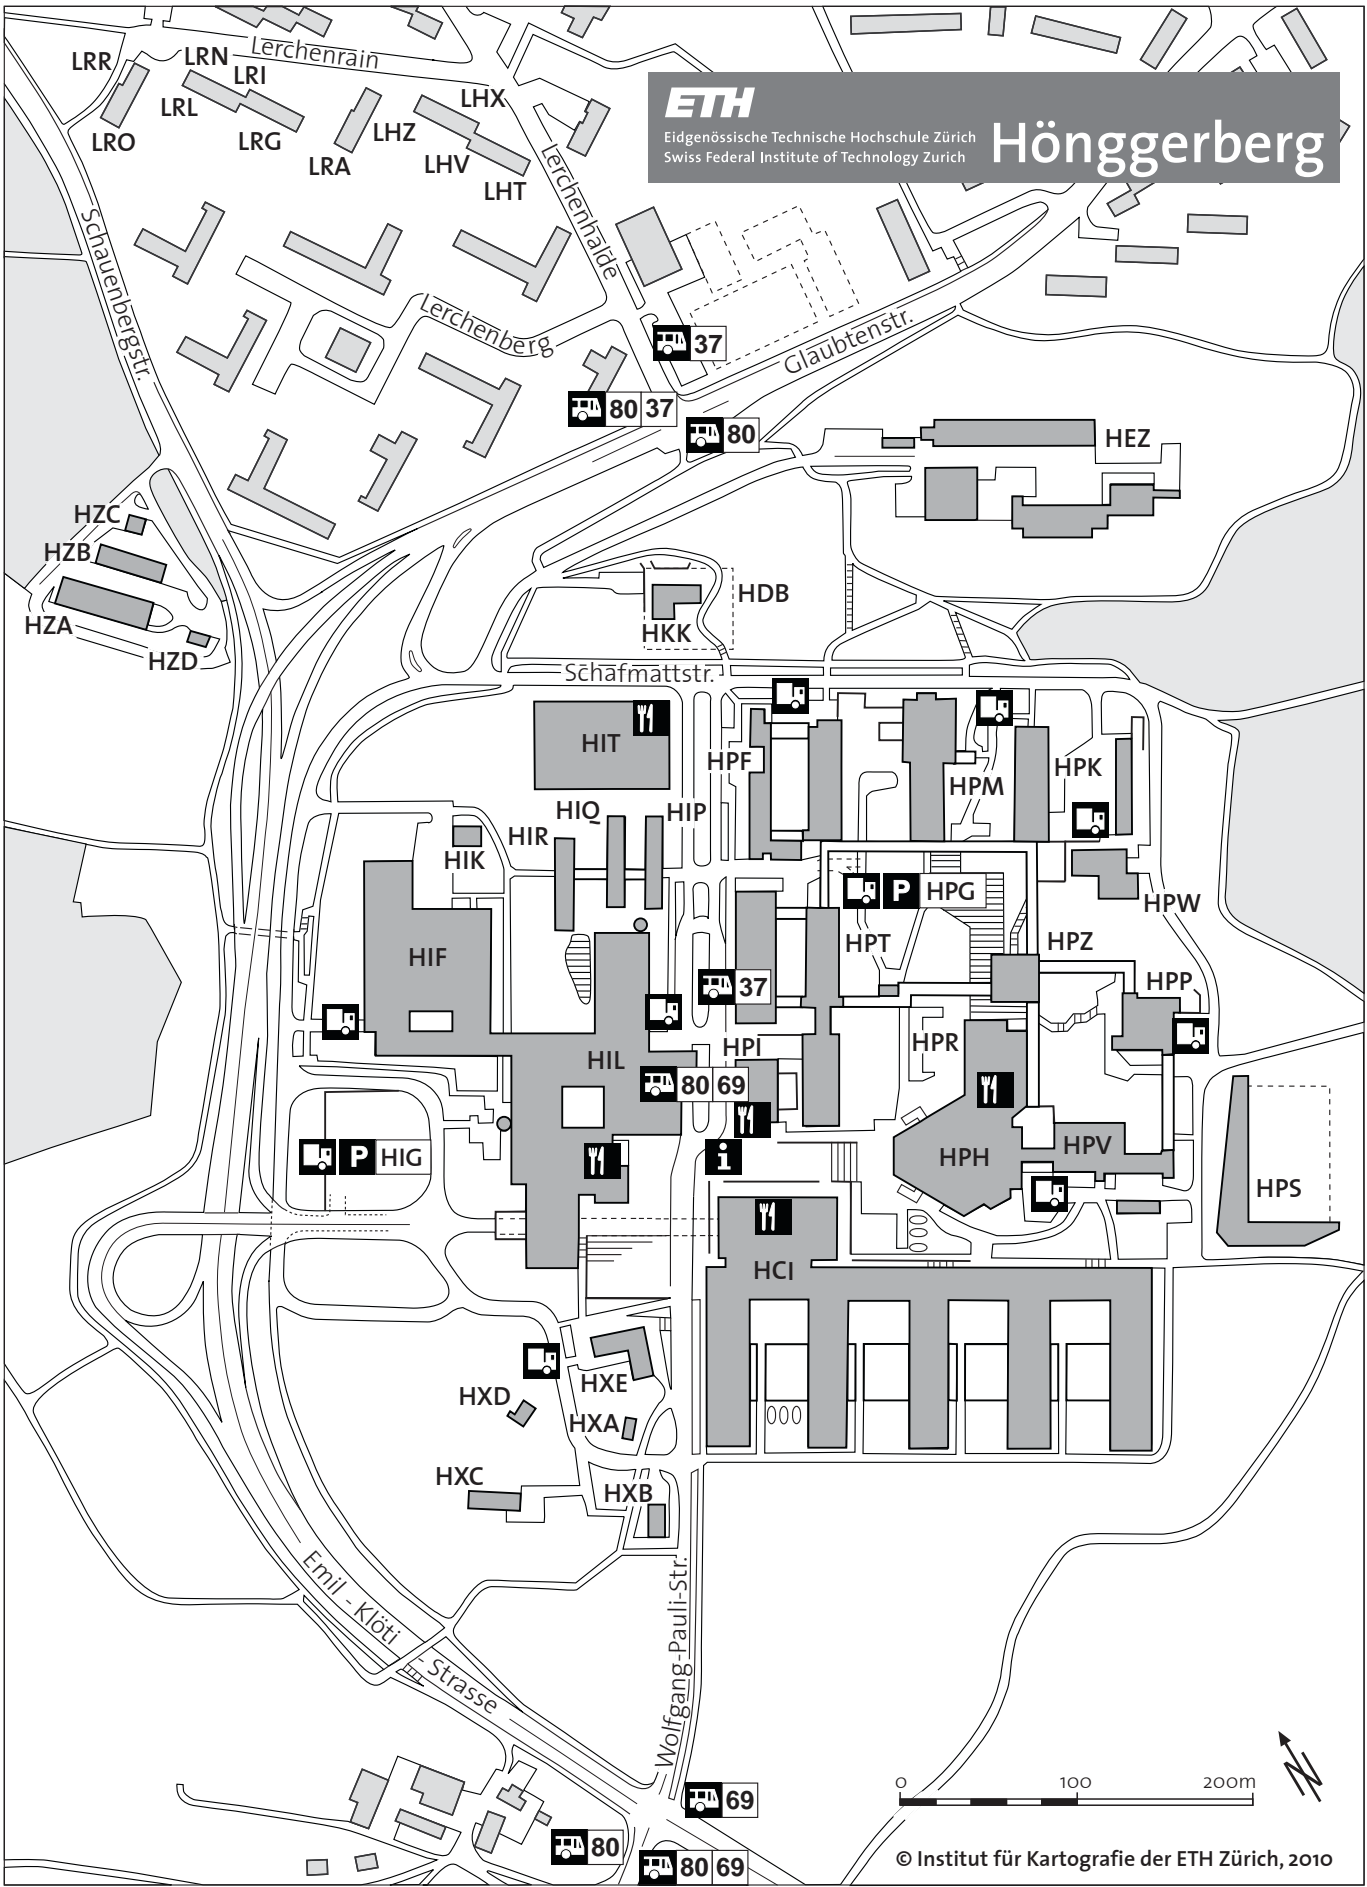 Lerchenrain
LRR
LRN
LRI
LRL
LRO
LRG
LRA
LHZ
LHX
LHV
LHT
ETH
Eidgenössische Technische Hochschule Zürich
Swiss Federal Institute of Technology Zurich
Hönggerberg
Lerchenhalde
Schauenbergstr.
Lerchenberg
Glaubtenstr.
37
80 37
80
HEZ
HZC
HZB
HZA
HZD
HDB
HKK
Schafmattstr.
HIT
HPF
HPM
HPK
HIQ
HIP
HIR
HIK
P HPG
HPW
HPT
HPZ
HIF
HPP
37
HPR
HPI
HIL
80 69
HPV
HPH
i
P HIG
HPS
HCI
HXE
HXD
HXA
HXC
HXB
Emil - Klöti - Strasse
Wolfgang-Pauli-Str.
0 100 200m
69
80
80 69
© Institut für Kartografie der ETH Zürich, 2010